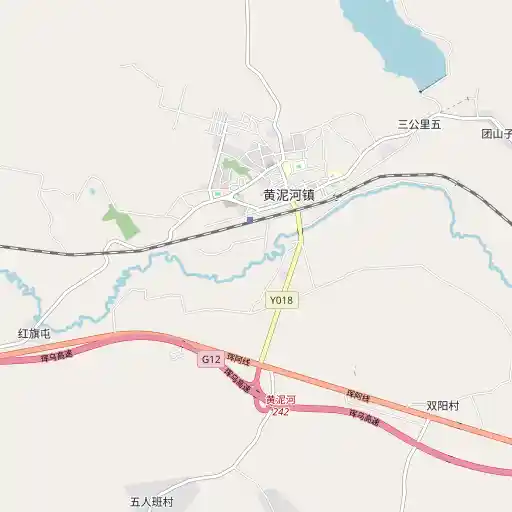 三公里五
团山子
黄泥河镇
Y018
红旗屯
珲乌高速
G12
珲阿线
珲乌高速
黄泥河
242
珲阿线
珲乌高速
双阳村
五人班村